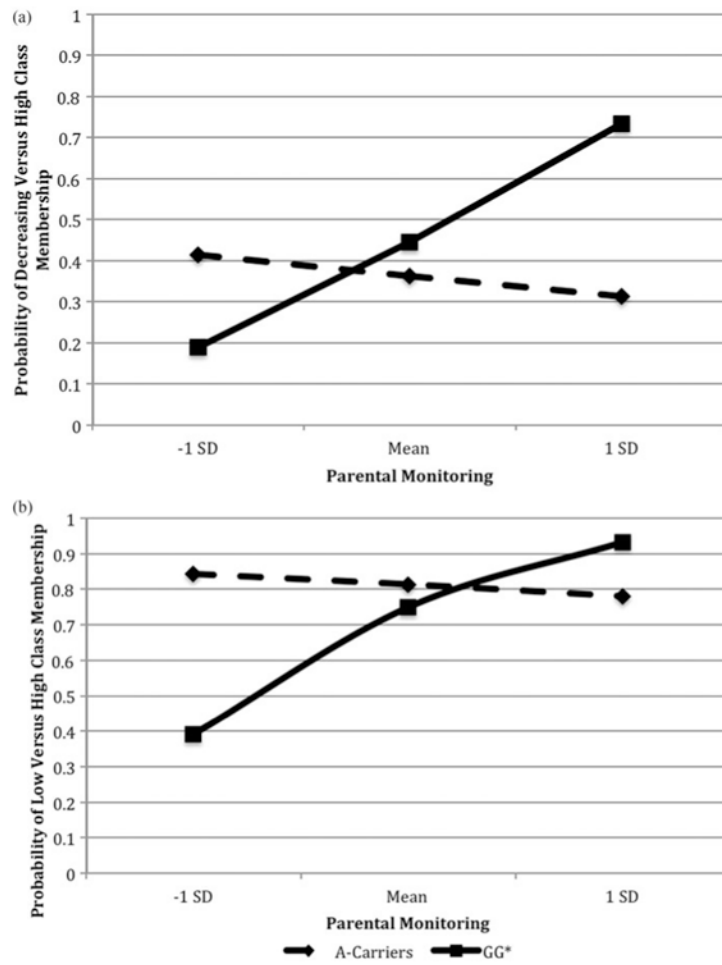 (a)
Probability of Decreasing Versus High Class
Membership
1
0.9
0.8
0.7
0.6
0.5
0.4
0.3
0.2
0.1
0
-1 SD Mean 1 SD
Parental Monitoring
(b)
Probability of Low Versus High Class Membership
1
0.9
0.8
0.7
0.6
0.5
0.4
0.3
0.2
0.1
0
-1 SD Mean 1 SD
Parental Monitoring
A-Carriers GG*